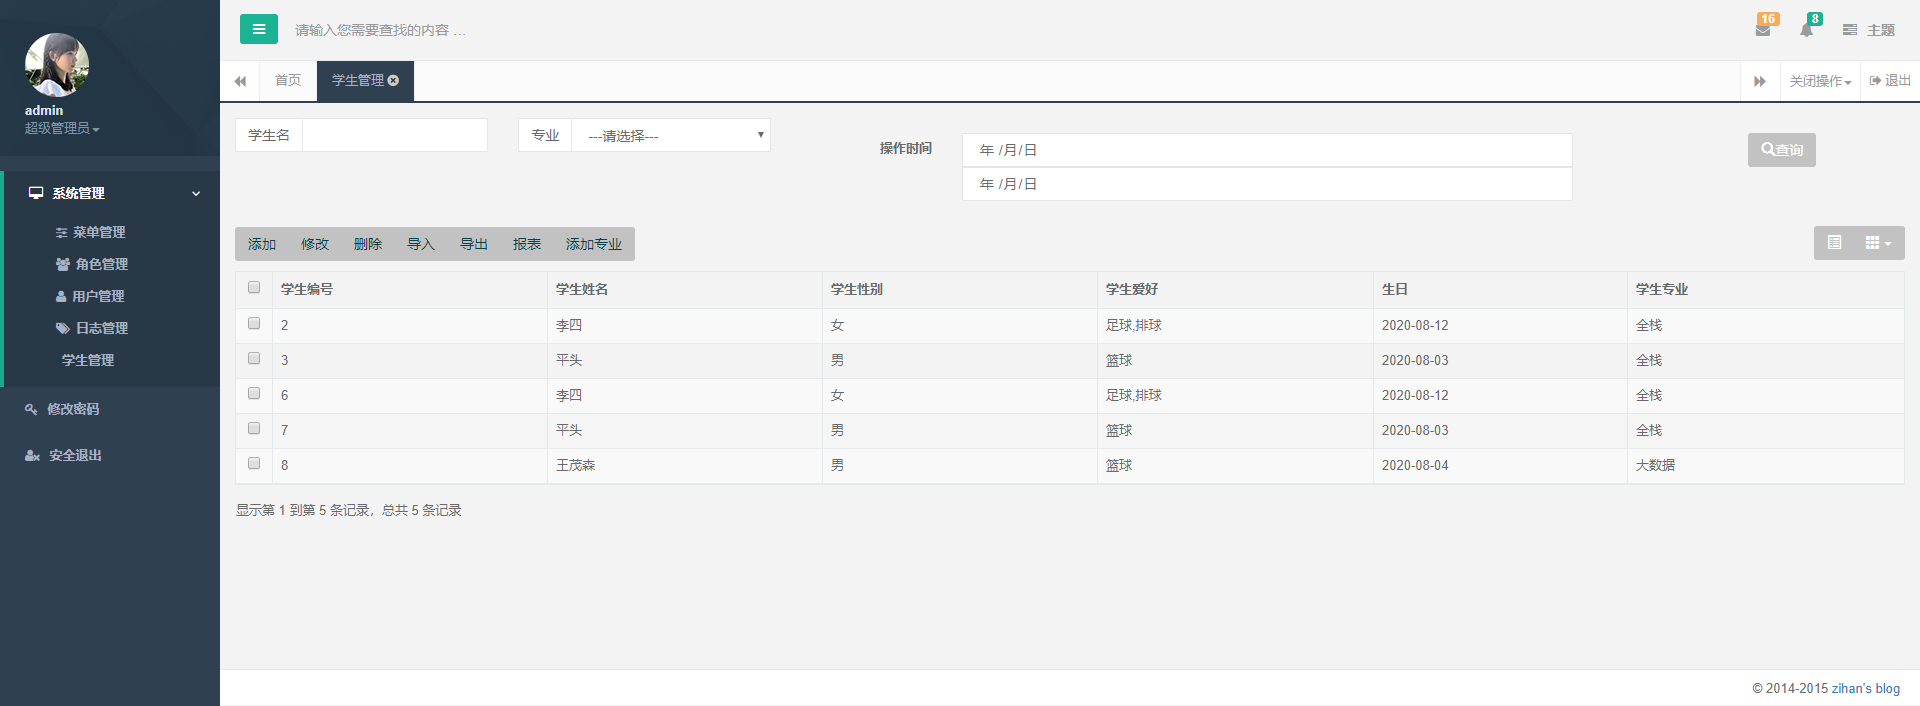 admin
超级管理员
系统管理
菜单管理
角色管理
用户管理
日志管理
学生管理
修改密码
安全退出
请输入您需要查找的内容 …
16
8
主题
首页
学生管理
关闭操作
退出
学生名
专业 ---请选择---
操作时间
年 /月/日
年 /月/日
查询
添加 修改 删除 导入 导出 报表 添加专业
学生编号 学生姓名 学生性别 学生爱好 生日 学生专业
2 李四 女 足球,排球 2020-08-12 全栈
3 平头 男 篮球 2020-08-03 全栈
6 李四 女 足球,排球 2020-08-12 全栈
7 平头 男 篮球 2020-08-03 全栈
8 王茂森 男 篮球 2020-08-04 大数据
显示第 1 到第 5 条记录，总共 5 条记录
© 2014-2015 zihan's blog